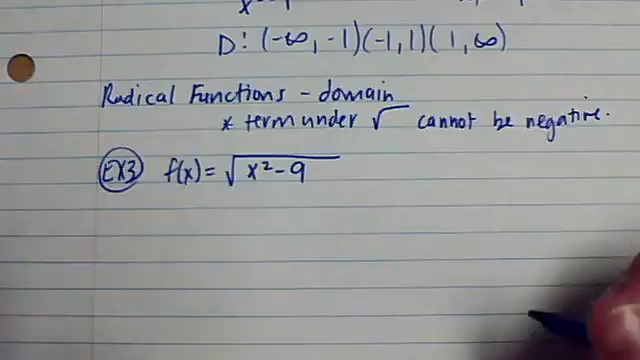 D: (-∞, -1)(-1, 1)(1, ∞)
Radical Functions - domain
* term under √ cannot be negative.
EX3 f(x) = √x²-9